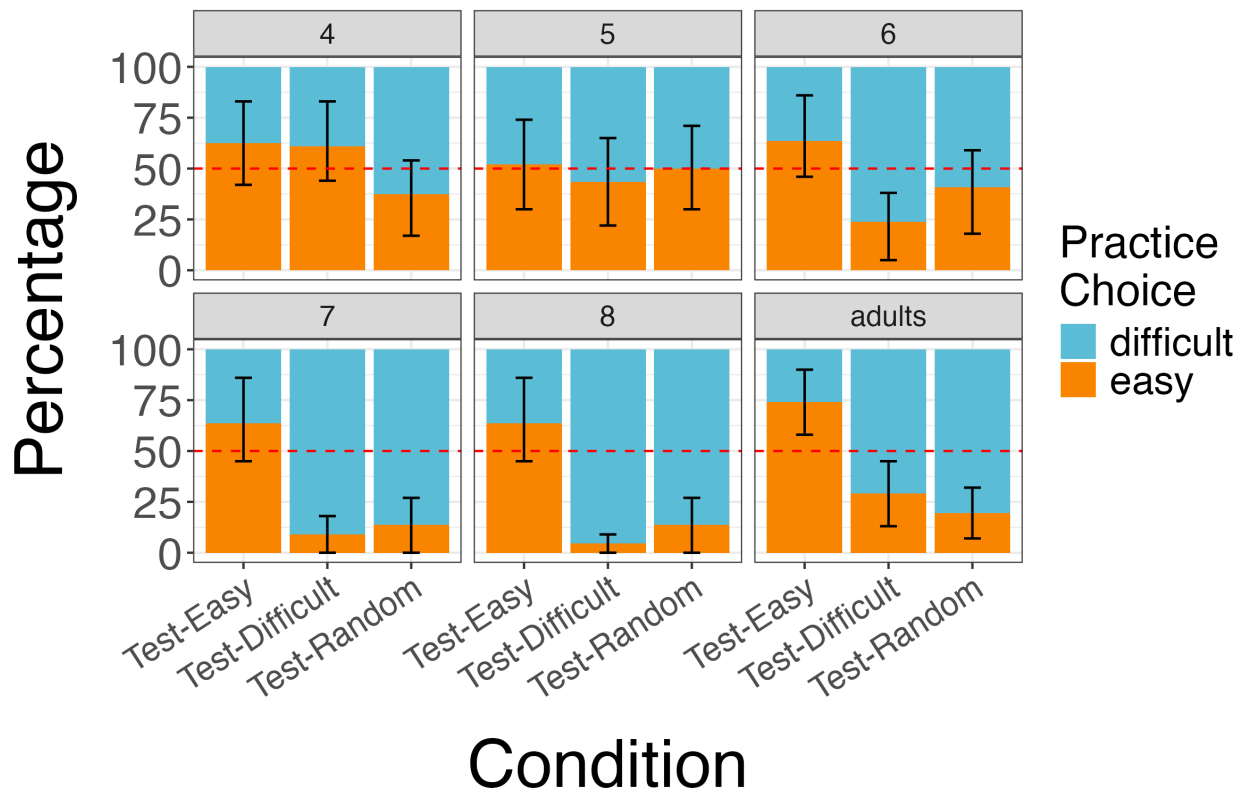 4
5
6
100
75
50
25
0
7
8
adults
100
75
50
25
0
Test-Easy
Test-Difficult
Test-Random
Test-Easy
Test-Difficult
Test-Random
Test-Easy
Test-Difficult
Test-Random
Percentage
Condition
Practice
Choice
difficult
easy